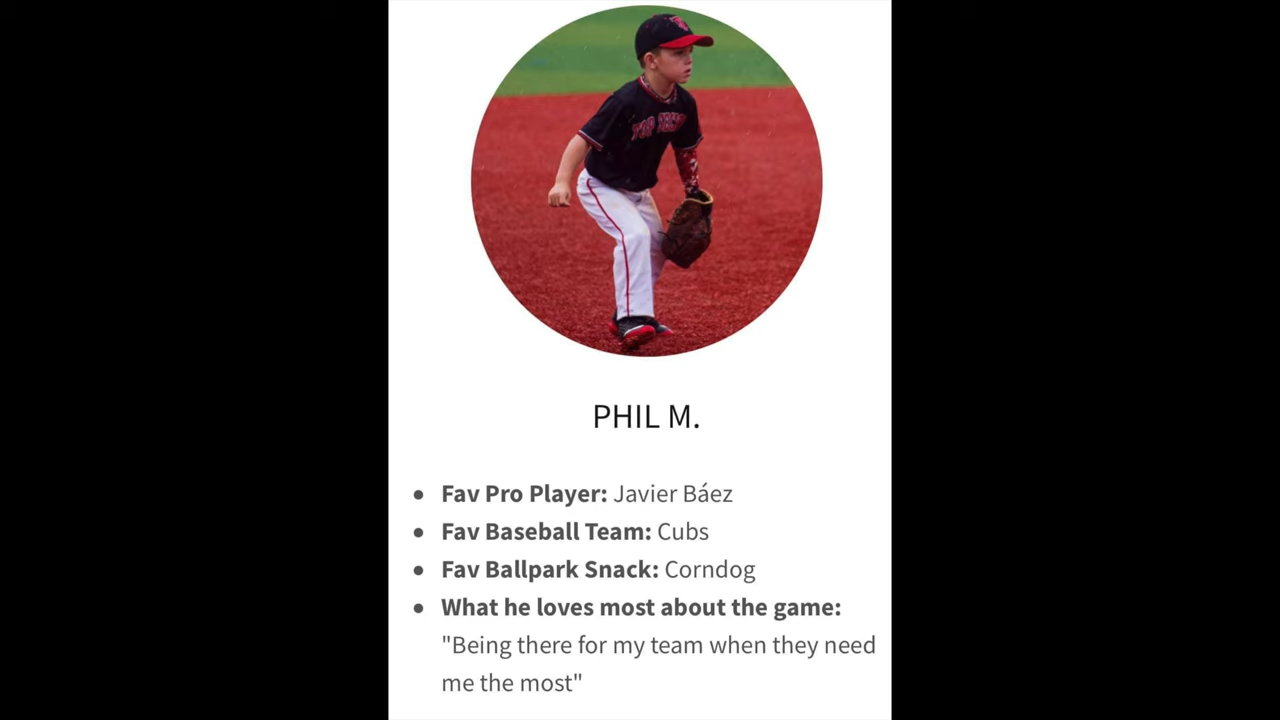 PHIL M.
Fav Pro Player: Javier Báez
Fav Baseball Team: Cubs
Fav Ballpark Snack: Corndog
What he loves most about the game:
"Being there for my team when they need
me the most"